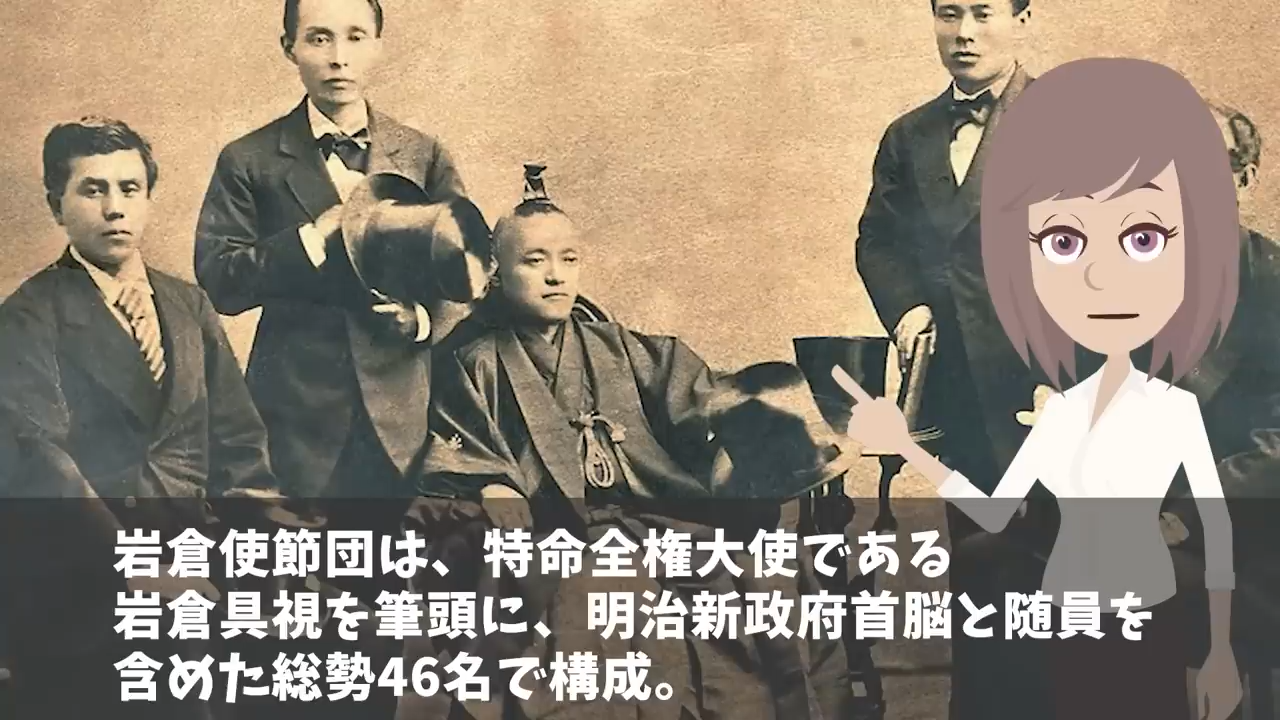 岩倉使節団は、特命全権大使である
岩倉具視を筆頭に、明治新政府首脳と随員を
含めた総勢46名で構成。